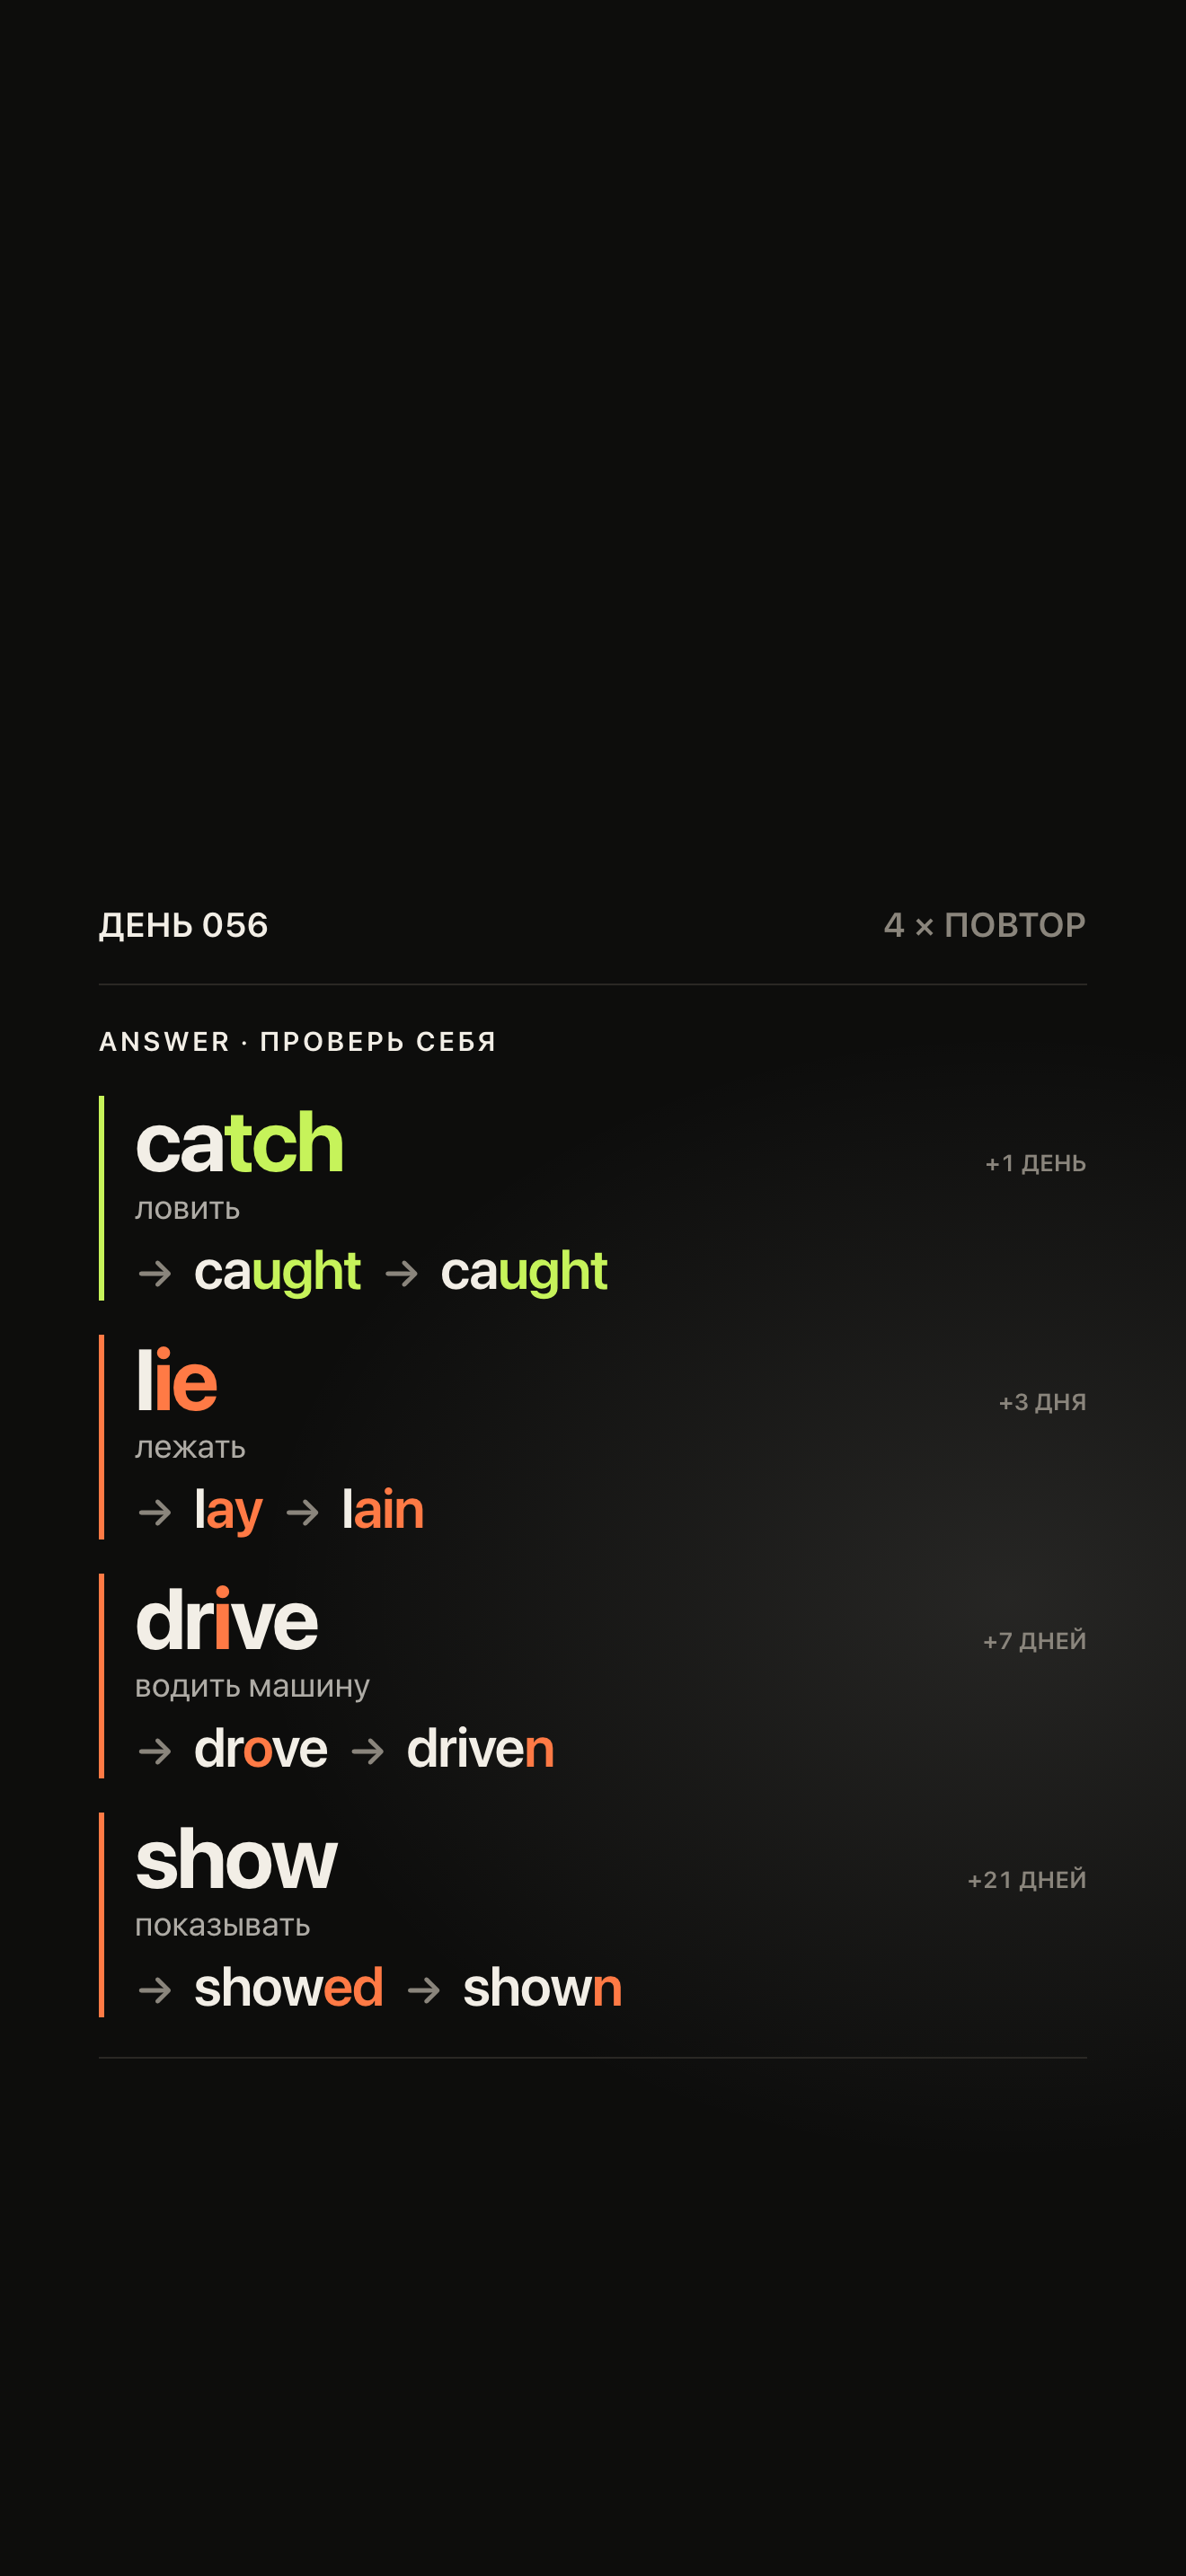 ДЕНЬ 056
4 × ПОВТОР
ANSWER · ПРОВЕРЬ СЕБЯ
catch
+1 ДЕНЬ
ловить
→ caught → caught
lie
+3 ДНЯ
лежать
→ lay → lain
drive
+7 ДНЕЙ
водить машину
→ drove → driven
show
+21 ДНЕЙ
показывать
→ showed → shown